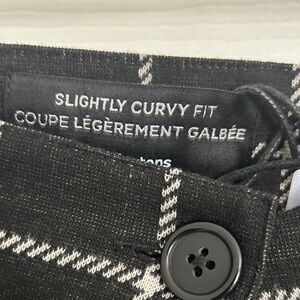 SLIGHTLY CURVY FIT
COUPE LÉGÈREMENT GALBÉE